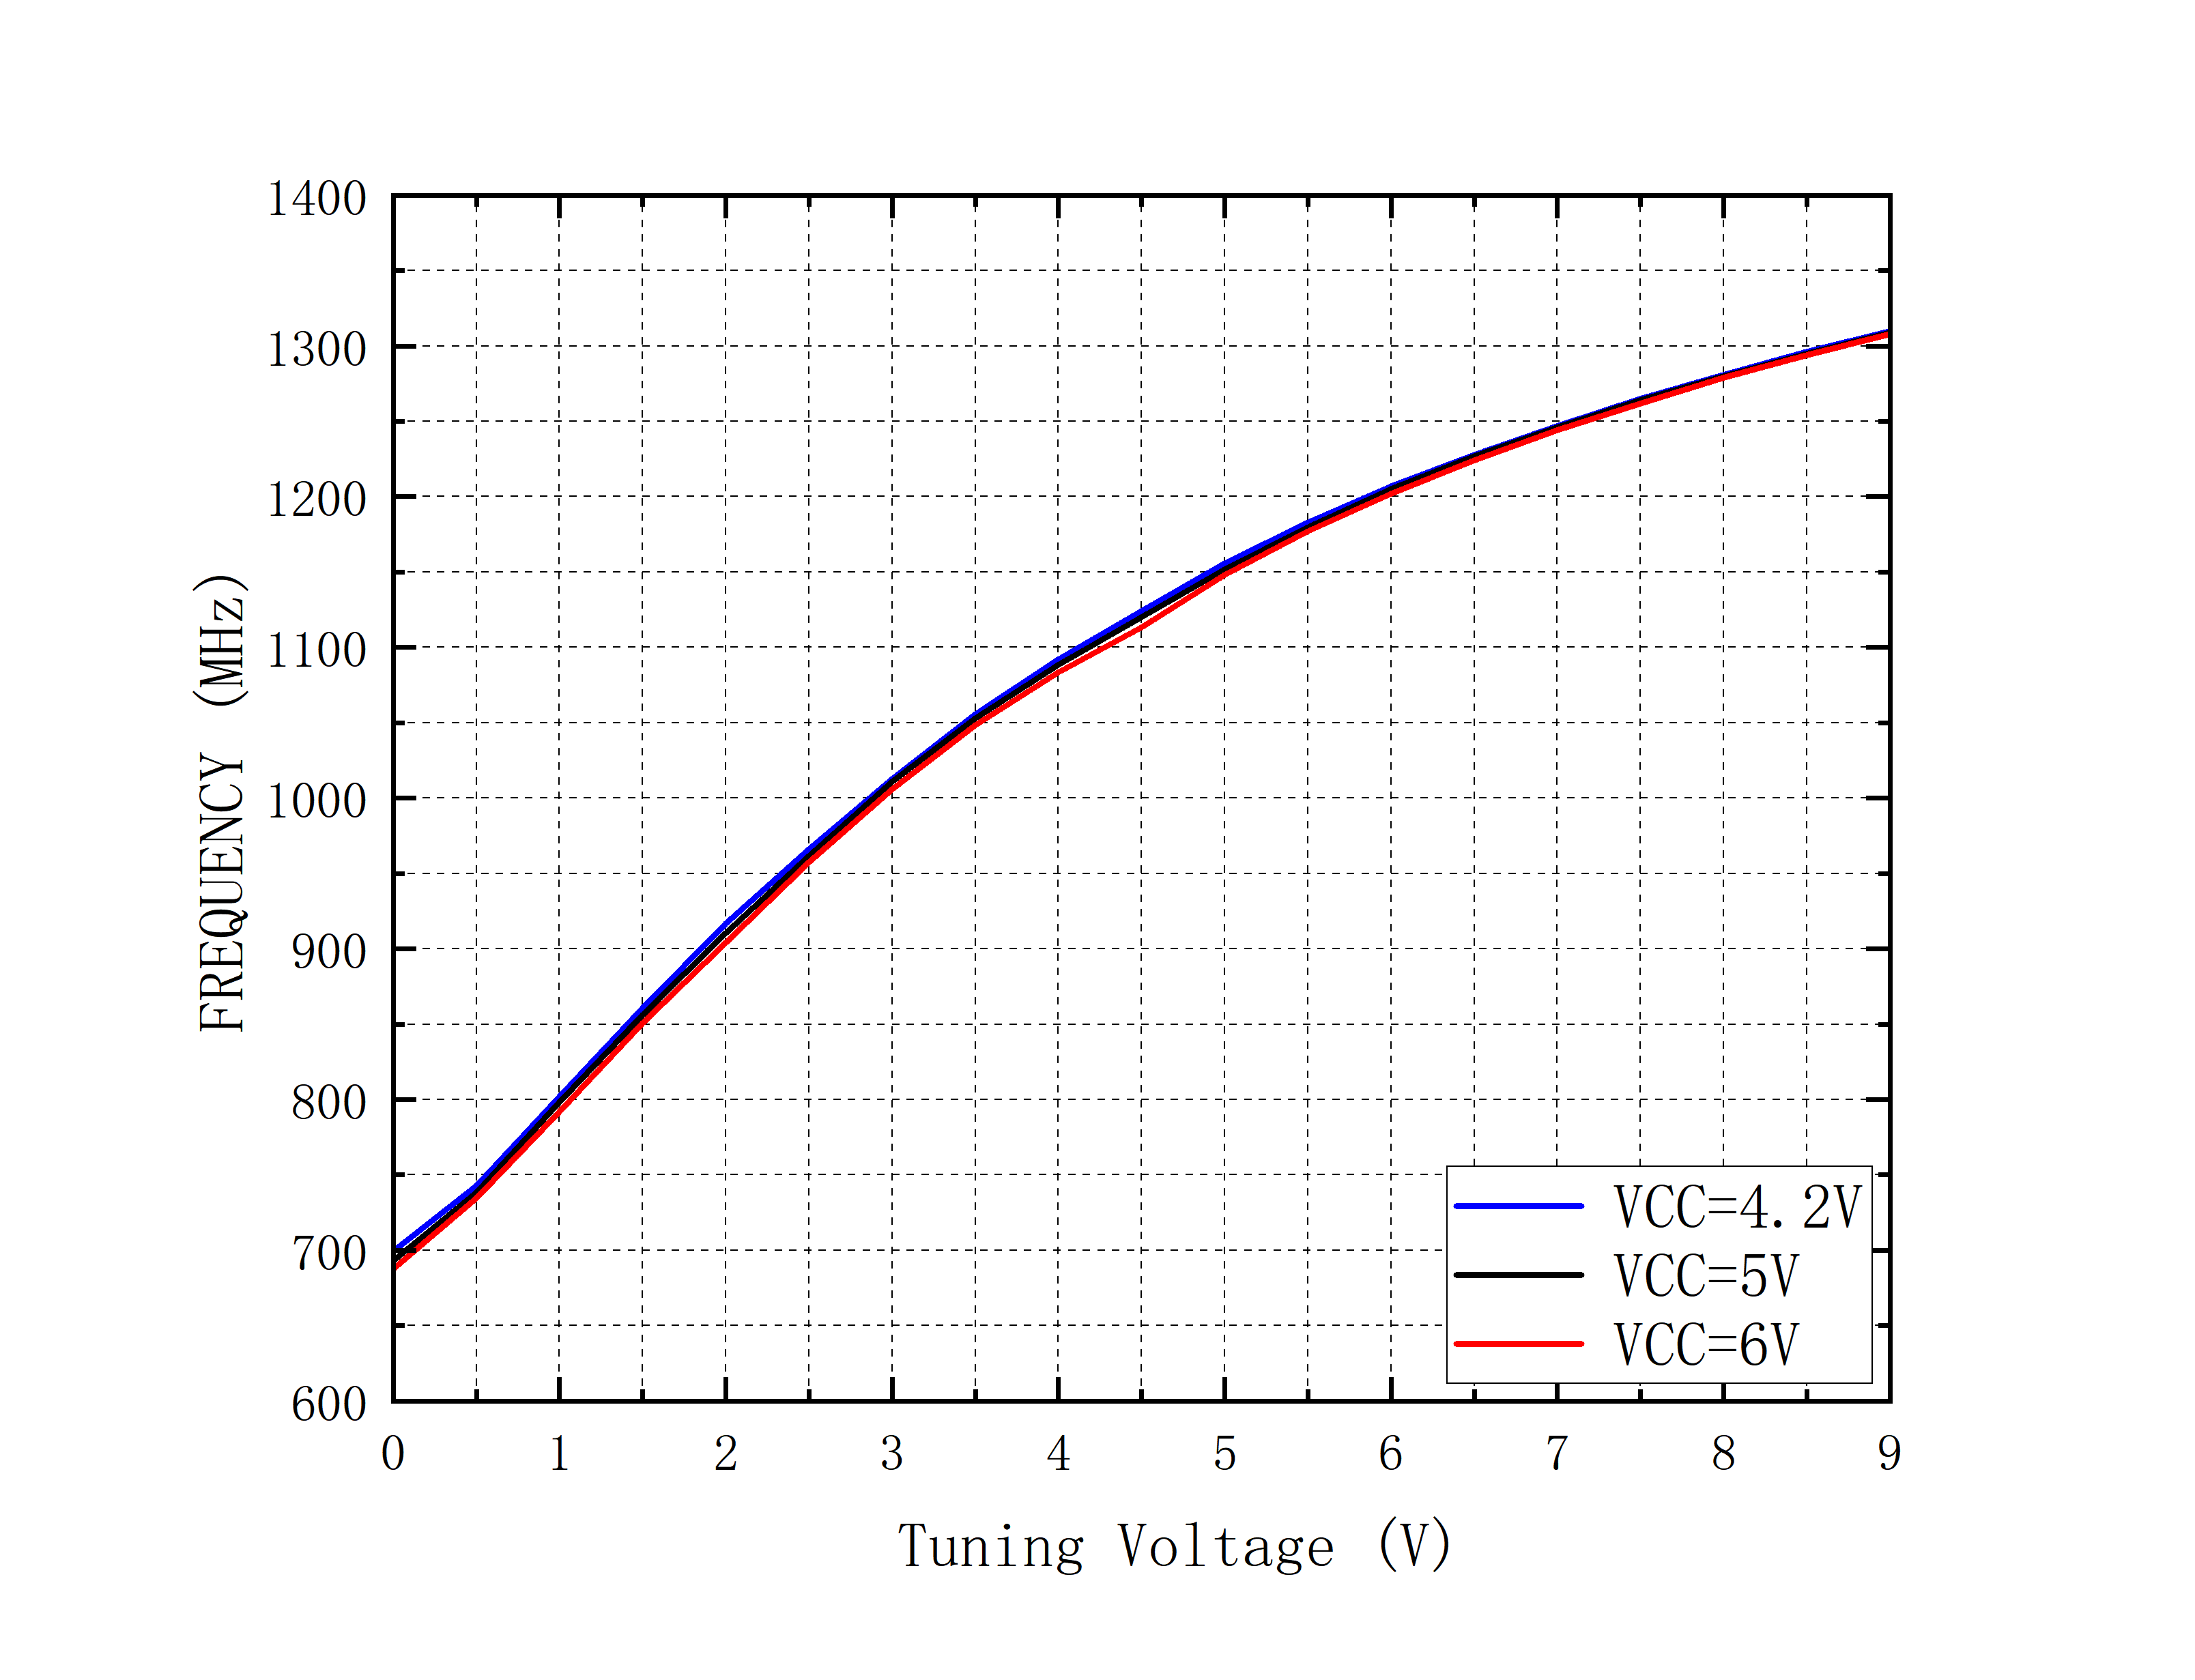 1400
1300
1200
1100
1000
900
800
700
600
FREQUENCY (MHz)
0 1 2 3 4 5 6 7 8 9
Tuning Voltage (V)
VCC=4.2V
VCC=5V
VCC=6V